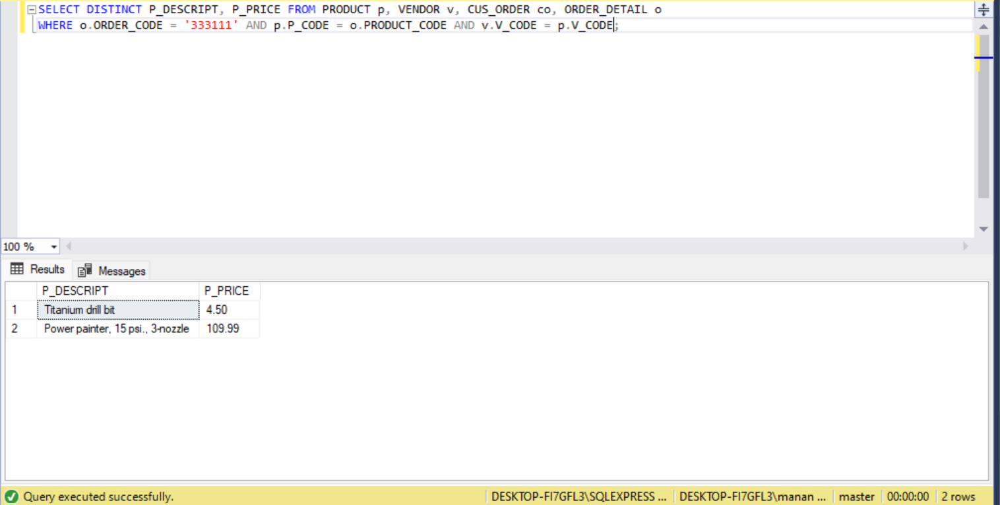 SELECT DISTINCT P_DESCRIPT, P_PRICE FROM PRODUCT p, VENDOR v, CUS_ORDER co, ORDER_DETAIL o
WHERE o.ORDER_CODE = '333111' AND p.P_CODE = o.PRODUCT_CODE AND v.V_CODE = p.V_CODE;
100 %
Results Messages
P_DESCRIPT P_PRICE
1 Titanium drill bit 4.50
2 Power painter, 15 psi., 3-nozzle 109.99
Query executed successfully. DESKTOP-FI7GFL3\SQLEXPRESS ... DESKTOP-FI7GFL3\manan ... master 00:00:00 2 rows